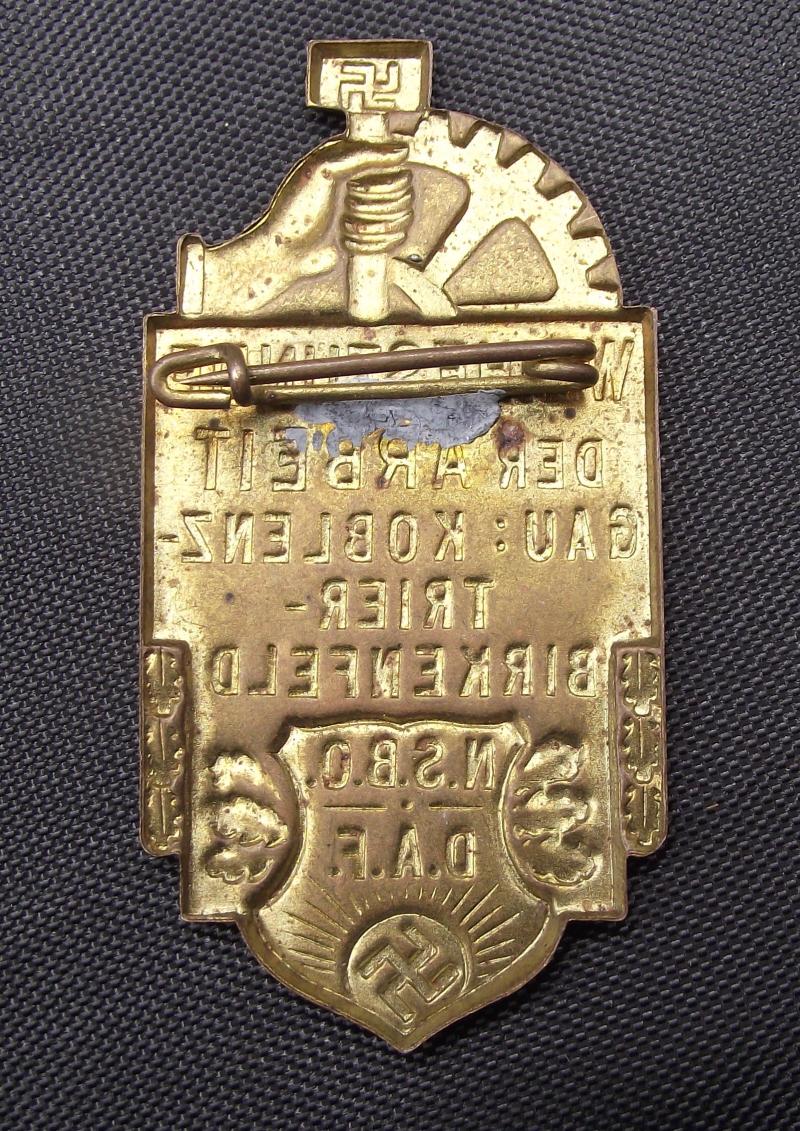 DER ARBEIT
GAU: KOBLENZ-
TRIER-
BIRKENFELD
N.S.B.O.
D.A.F.